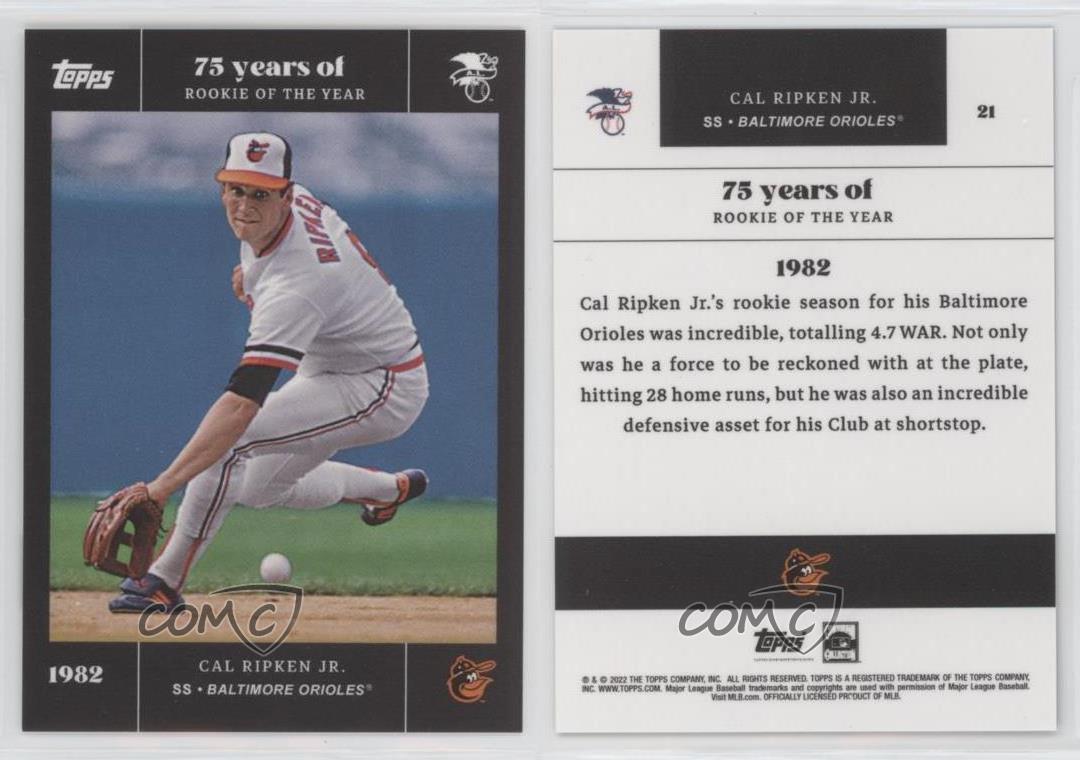 Topps
75 years of
ROOKIE OF THE YEAR
A.L.
RIPKEN
COMC
1982
CAL RIPKEN JR.
SS • BALTIMORE ORIOLES®
A.L.
CAL RIPKEN JR.
SS • BALTIMORE ORIOLES®
21
75 years of
ROOKIE OF THE YEAR
1982
Cal Ripken Jr.'s rookie season for his Baltimore
Orioles was incredible, totalling 4.7 WAR. Not only
was he a force to be reckoned with at the plate,
hitting 28 home runs, but he was also an incredible
defensive asset for his Club at shortstop.
COMC
Topps
® & © 2022 THE TOPPS COMPANY, INC. ALL RIGHTS RESERVED. TOPPS IS A REGISTERED TRADEMARK OF THE TOPPS COMPANY,
INC. WWW.TOPPS.COM. Major League Baseball trademarks and copyrights are used with permission of Major League Baseball.
Visit MLB.com. OFFICIALLY LICENSED PRODUCT OF MLB.